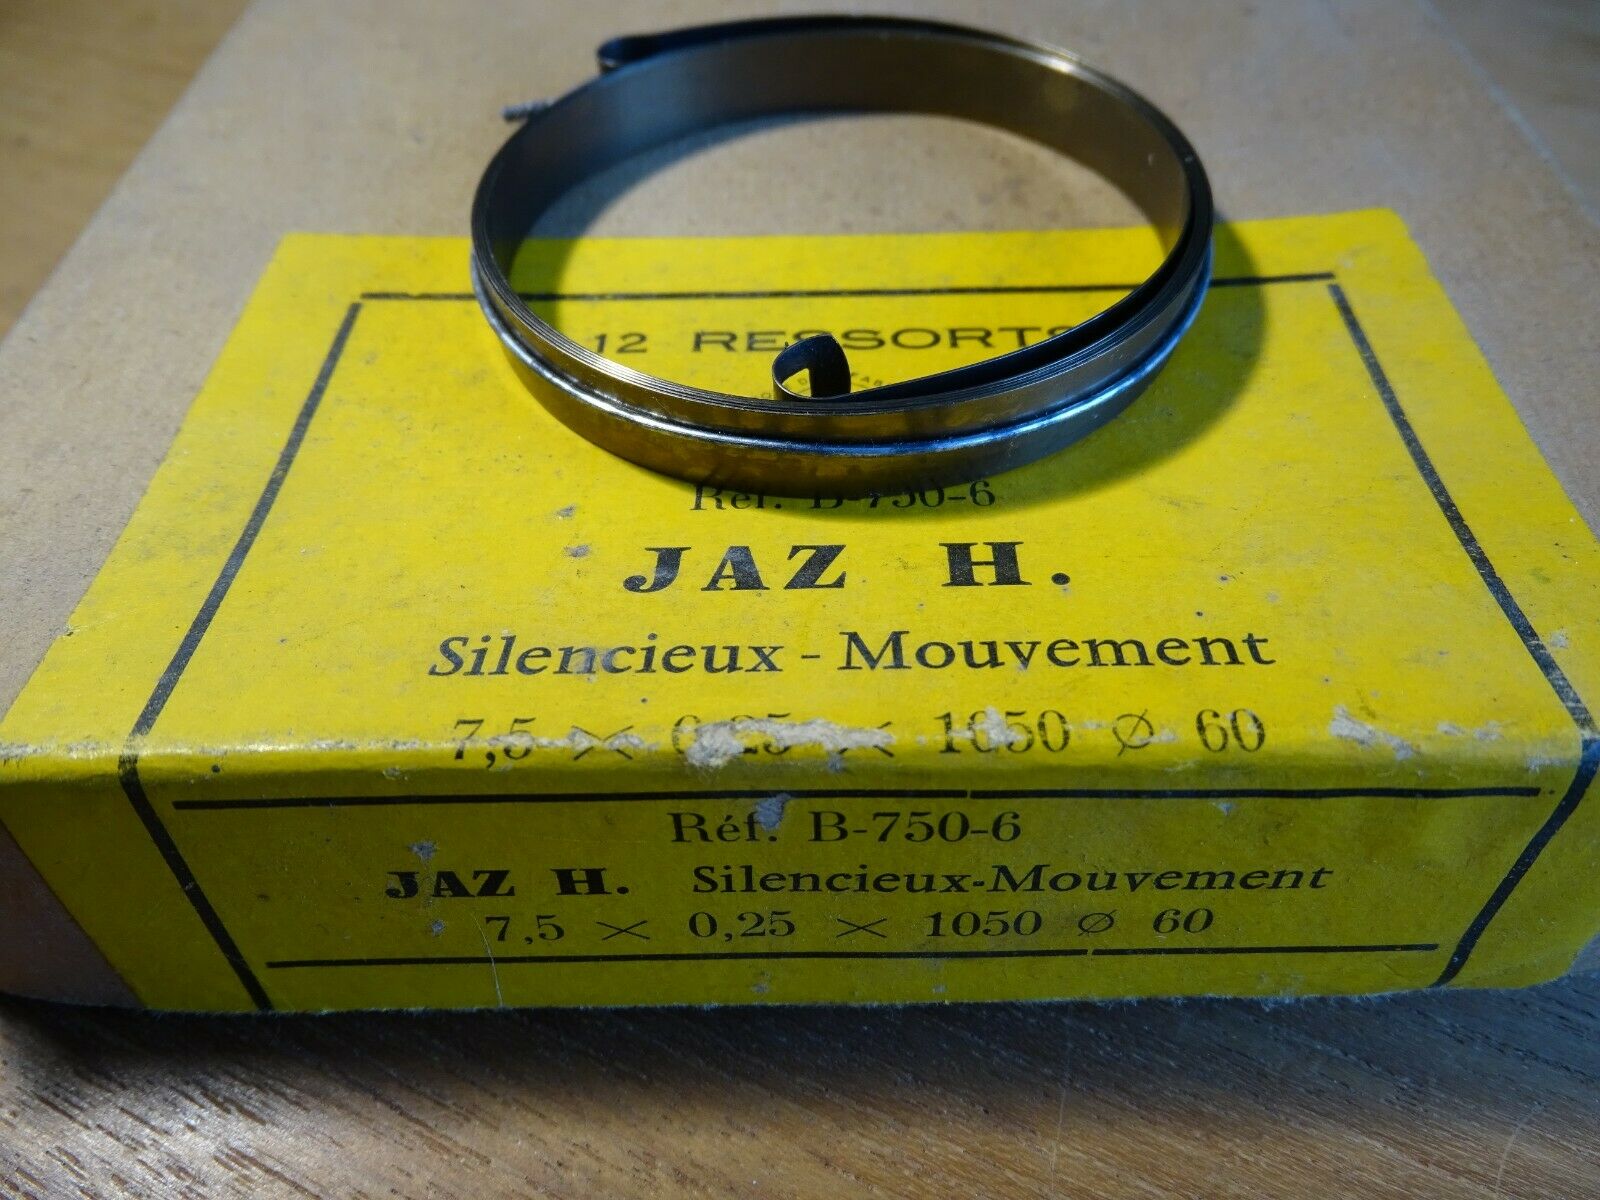 12 RESSORTS
Réf. B-750-6
JAZ H.
Silencieux - Mouvement
7,5 × 0,25 × 1050 ⌀ 60
Réf. B-750-6
JAZ H. Silencieux-Mouvement
7,5 × 0,25 × 1050 ⌀ 60